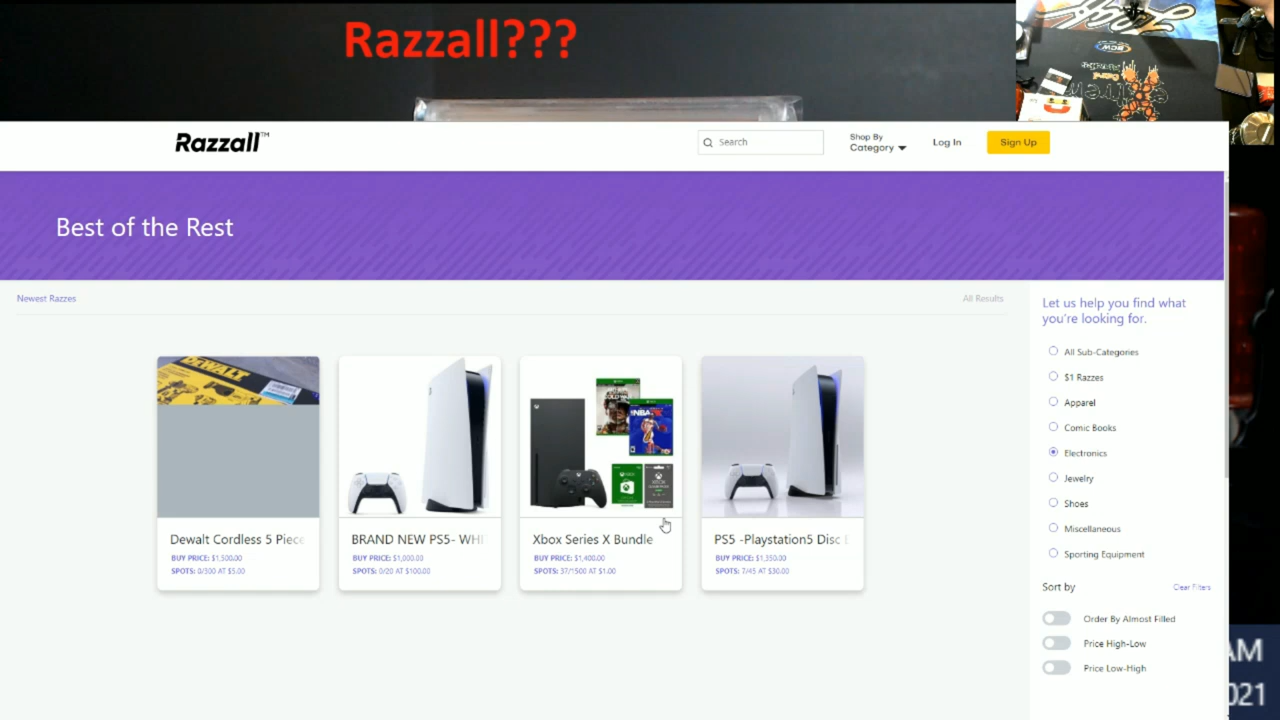 Razzall???
BCW
Razzall™
Search
Shop By
Category
Log In
Sign Up
Best of the Rest
Newest Razzes
All Results
Let us help you find what
you're looking for.
All Sub-Categories
$1 Razzes
Apparel
Comic Books
Electronics
Jewelry
Shoes
Miscellaneous
Sporting Equipment
DEWALT
NBA
Dewalt Cordless 5 Piece
BUY PRICE: $1,500.00
SPOTS: 0/300 AT $5.00
BRAND NEW PS5- WHI
BUY PRICE: $1,000.00
SPOTS: 0/20 AT $100.00
Xbox Series X Bundle
BUY PRICE: $1,400.00
SPOTS: 37/1500 AT $1.00
PS5 -Playstation5 Disc
BUY PRICE: $1,350.00
SPOTS: 7/45 AT $30.00
Sort by
Clear Filters
Order By Almost Filled
Price High-Low
Price Low-High
AM
021